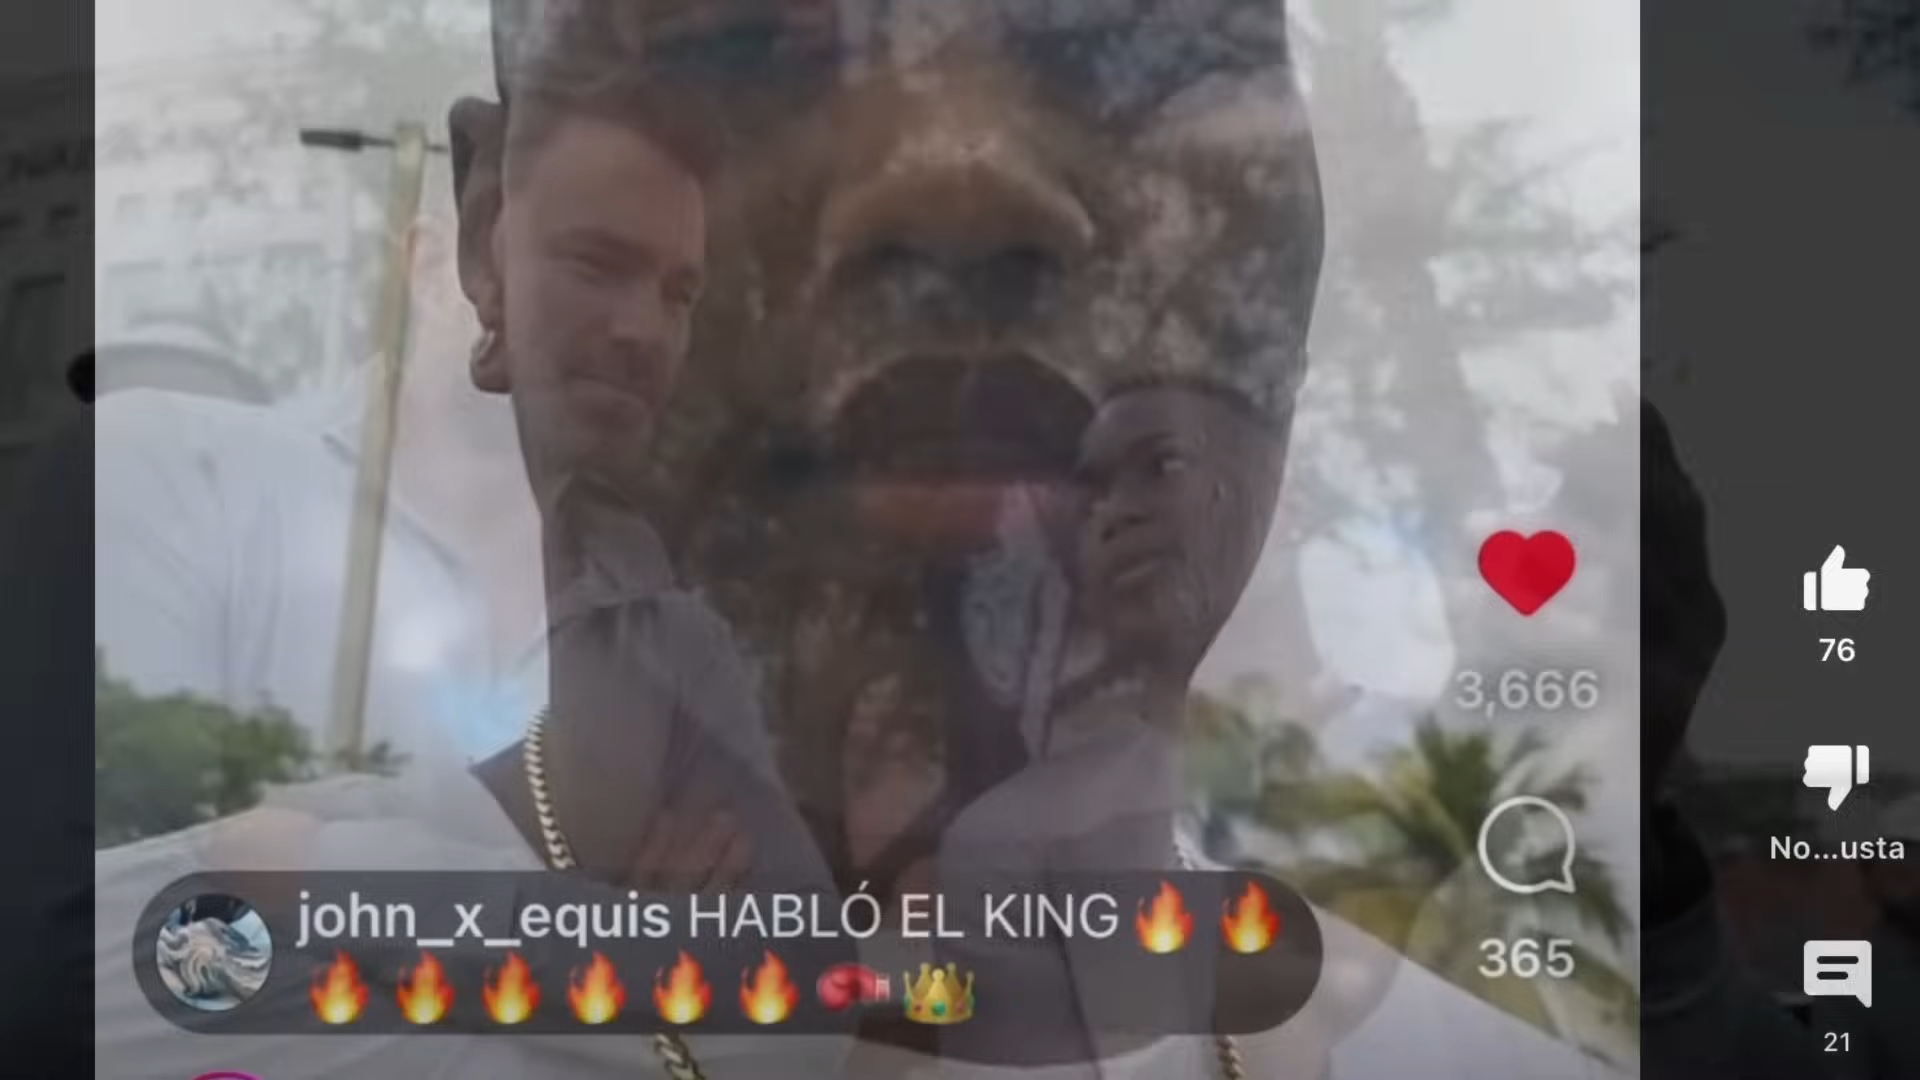 john_x_equis HABLÓ EL KING🔥 🔥
🔥 🔥 🔥 🔥 🔥 🔥 🥊 👑
3,666
365
76
No...usta
21